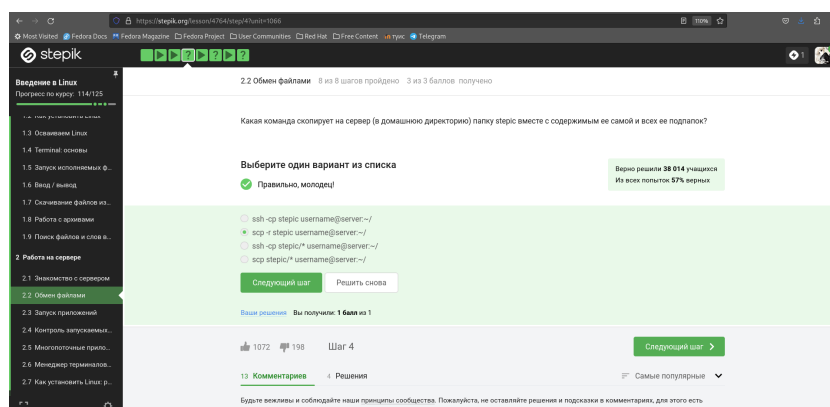 https://stepik.org/lesson/4764/step/4?unit=1066
110%
Most Visited Fedora Docs Fedora Magazine Fedora Project User Communities Red Hat Free Content Telegram
stepik
1
Введение в Linux
Прогресс по курсу: 114/125
1.2 Как установить Linux
1.3 Осваиваем Linux
1.4 Terminal: основы
1.5 Запуск исполняемых ф...
1.6 Ввод / вывод
1.7 Скачивание файлов из...
1.8 Работа с архивами
1.9 Поиск файлов и слов в...
2 Работа на сервере
2.1 Знакомство с сервером
2.2 Обмен файлами
2.3 Запуск приложений
2.4 Контроль запускаемых...
2.5 Многопоточные прило...
2.6 Менеджер терминалов...
2.7 Как установить Linux: р...
2.2 Обмен файлами 8 из 8 шагов пройдено 3 из 3 баллов получено
Какая команда скопирует на сервер (в домашнюю директорию) папку stepic вместе с содержимым ее самой и всех ее подпапок?
Выберите один вариант из списка
Правильно, молодец!
Верно решили 38 014 учащихся
Из всех попыток 57% верных
ssh -cp stepic username@server:~/
scp -r stepic username@server:~/
ssh -cp stepic/* username@server:~/
scp stepic/* username@server:~/
Следующий шаг Решить снова
Ваши решения Вы получили: 1 балл из 1
1072 198 Шаг 4 Следующий шаг
13 Комментариев 4 Решения Самые популярные
Будьте вежливы и соблюдайте наши принципы сообщества. Пожалуйста, не оставляйте решения и подсказки в комментариях, для этого есть